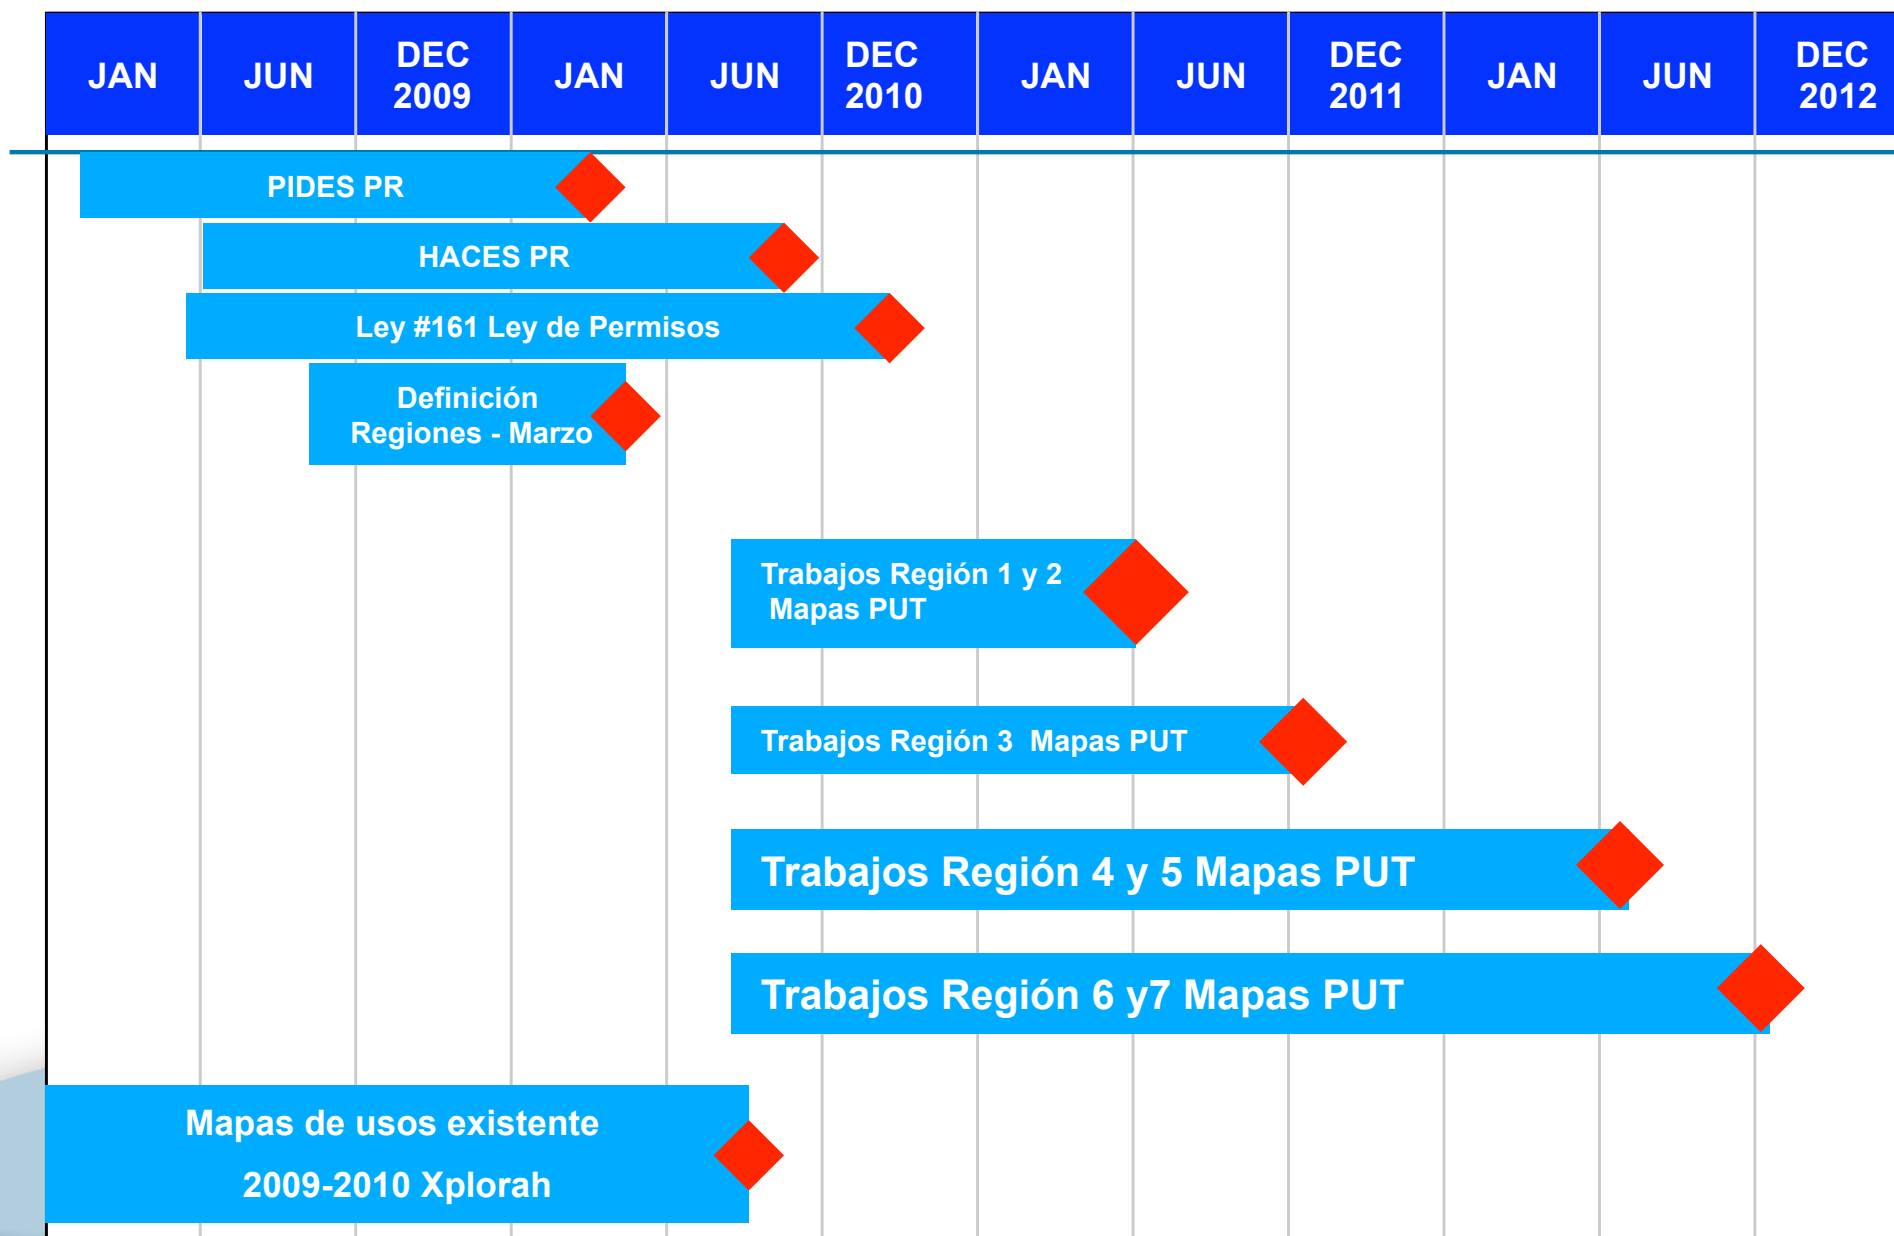 JAN
JUN
DEC
2009
JAN
JUN
DEC
2010
JAN
JUN
DEC
2011
JAN
JUN
DEC
2012
PIDES PR
HACES PR
Ley #161 Ley de Permisos
Definición
Regiones - Marzo
Trabajos Región 1 y 2
Mapas PUT
Trabajos Región 3 Mapas PUT
Trabajos Región 4 y 5 Mapas PUT
Trabajos Región 6 y7 Mapas PUT
Mapas de usos existente
2009-2010 Xplorah